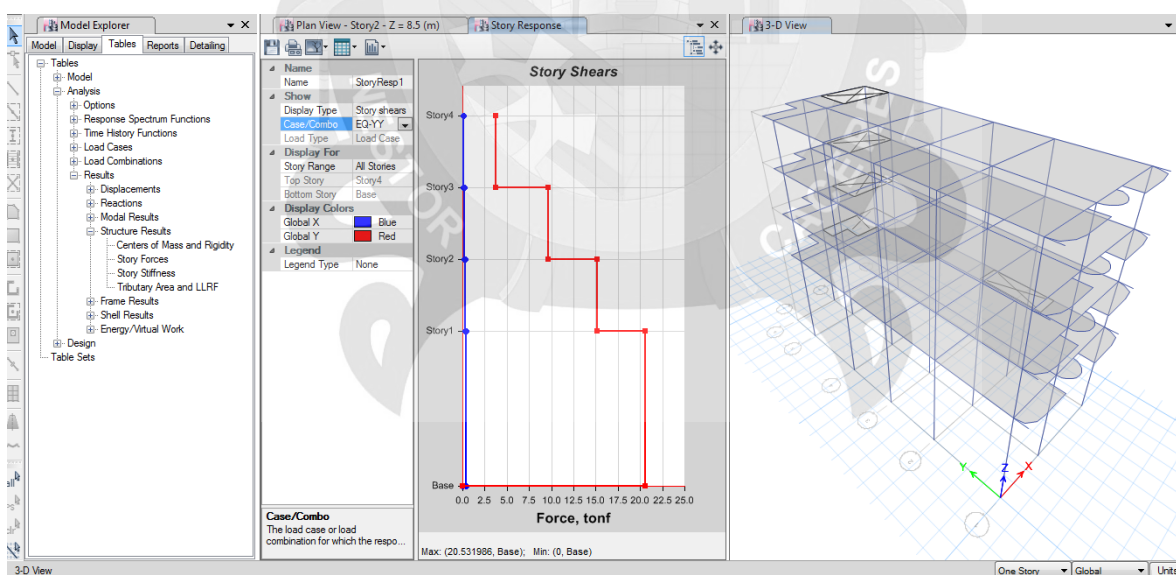 Model Explorer
Model Display Tables Reports Detailing
Tables
Model
Analysis
Options
Response Spectrum Functions
Time History Functions
Load Cases
Load Combinations
Results
Displacements
Reactions
Modal Results
Structure Results
Centers of Mass and Rigidity
Story Forces
Story Stiffness
Tributary Area and LLRF
Frame Results
Shell Results
Energy/Virtual Work
Design
Table Sets
Plan View - Story2 - Z = 8.5 (m)
Story Response
Name
Name StoryResp1
Show
Display Type Story shears
Case/Combo EQ-YY
Load Type Load Case
Display For
Story Range All Stories
Top Story Story4
Bottom Story Base
Display Colors
Global X Blue
Global Y Red
Legend
Legend Type None
Case/Combo
The load case or load
combination for which the respo...
Story Shears
Story4
Story3
Story2
Story1
Base
0.0 2.5 5.0 7.5 10.0 12.5 15.0 17.5 20.0 22.5 25.0
Force, tonf
Max: (20.531986, Base); Min: (0, Base)
3-D View
Y Z X
all
3-D View
One Story Global Units